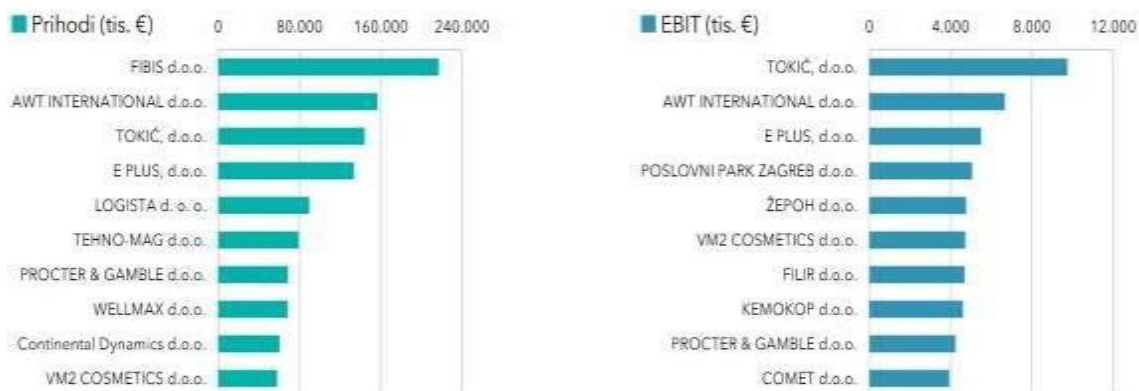 Prihodi (tis. €)
0 80.000 160.000 240.000
FIBIS d.o.o.
AWT INTERNATIONAL d.o.o.
TOKIĆ, d.o.o.
E PLUS, d.o.o.
LOGISTA d. o. o.
TEHNO-MAG d.o.o.
PROCTER & GAMBLE d.o.o.
WELLMAX d.o.o.
Continental Dynamics d.o.o.
VM2 COSMETICS d.o.o.
EBIT (tis. €)
0 4.000 8.000 12.000
TOKIĆ, d.o.o.
AWT INTERNATIONAL d.o.o.
E PLUS, d.o.o.
POSLOVNI PARK ZAGREB d.o.o.
ŽEPOH d.o.o.
VM2 COSMETICS d.o.o.
FILIR d.o.o.
KEMOKOP d.o.o.
PROCTER & GAMBLE d.o.o.
COMET d.o.o.